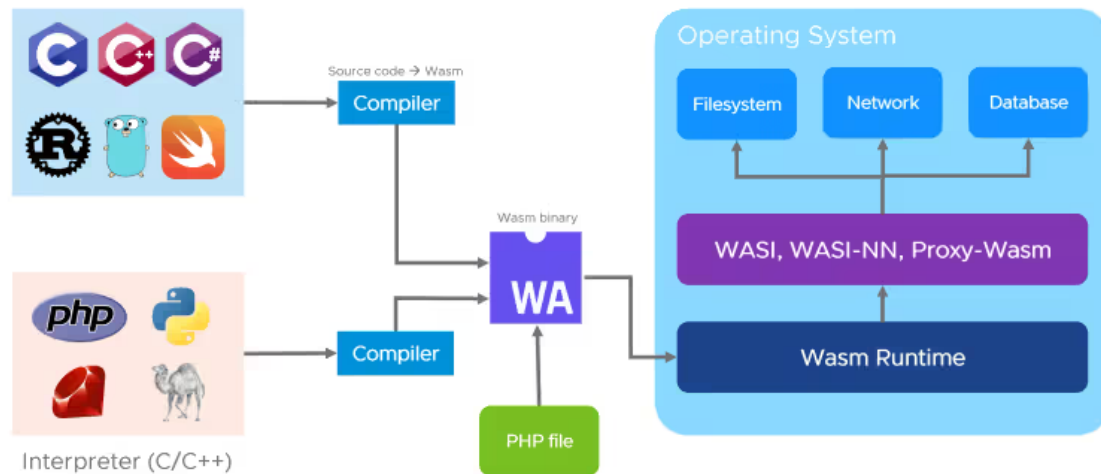 C
C++
C#
R
Source code → Wasm
Compiler
Wasm binary
WA
php
Compiler
PHP file
Interpreter (C/C++)
Operating System
Filesystem
Network
Database
WASI, WASI-NN, Proxy-Wasm
Wasm Runtime